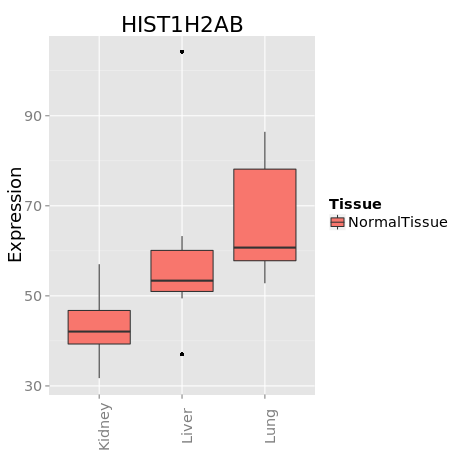 HIST1H2AB
Expression
90
70
50
30
Kidney
Liver
Lung
Tissue
NormalTissue